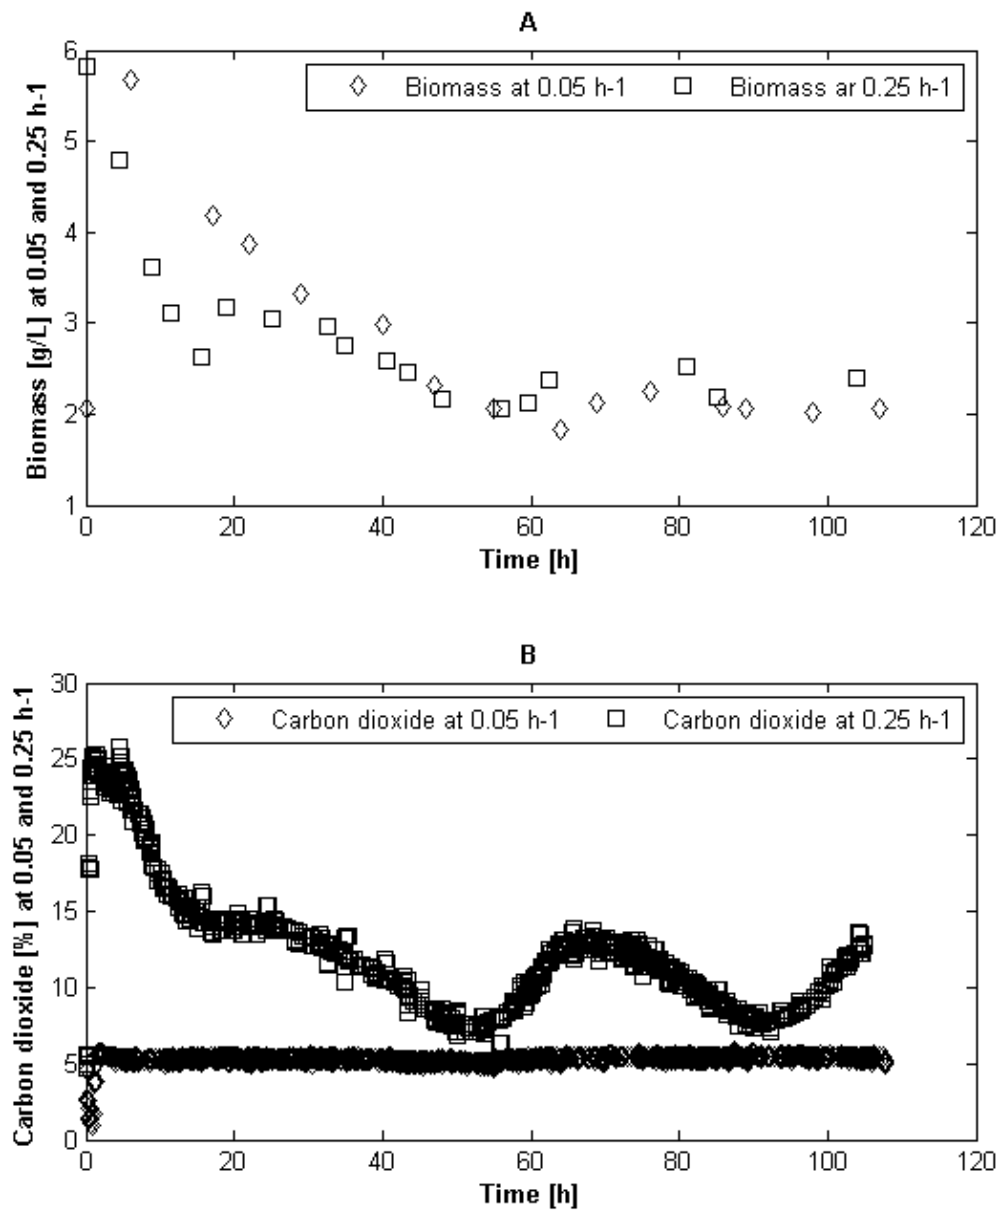 A
Biomass [g/L] at 0.05 and 0.25 h-1
6
5
4
3
2
1
Biomass at 0.05 h-1 Biomass ar 0.25 h-1
0 20 40 60 80 100 120
Time [h]
B
Carbon dioxide [%] at 0.05 and 0.25 h-1
30
25
20
15
10
5
0
Carbon dioxide at 0.05 h-1 Carbon dioxide at 0.25 h-1
0 20 40 60 80 100 120
Time [h]